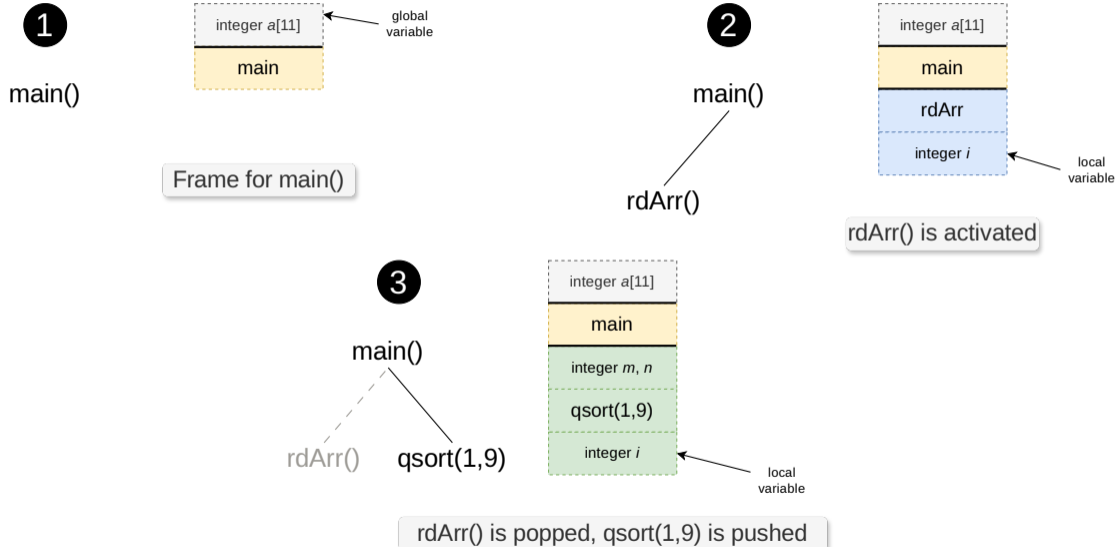 1
integer a[11]
global
variable
main
main()
Frame for main()
2
integer a[11]
main
main()
rdArr
integer i
local
variable
rdArr()
rdArr() is activated
3
integer a[11]
main
main()
integer m, n
qsort(1,9)
rdArr()
qsort(1,9)
integer i
local
variable
rdArr() is popped, qsort(1,9) is pushed